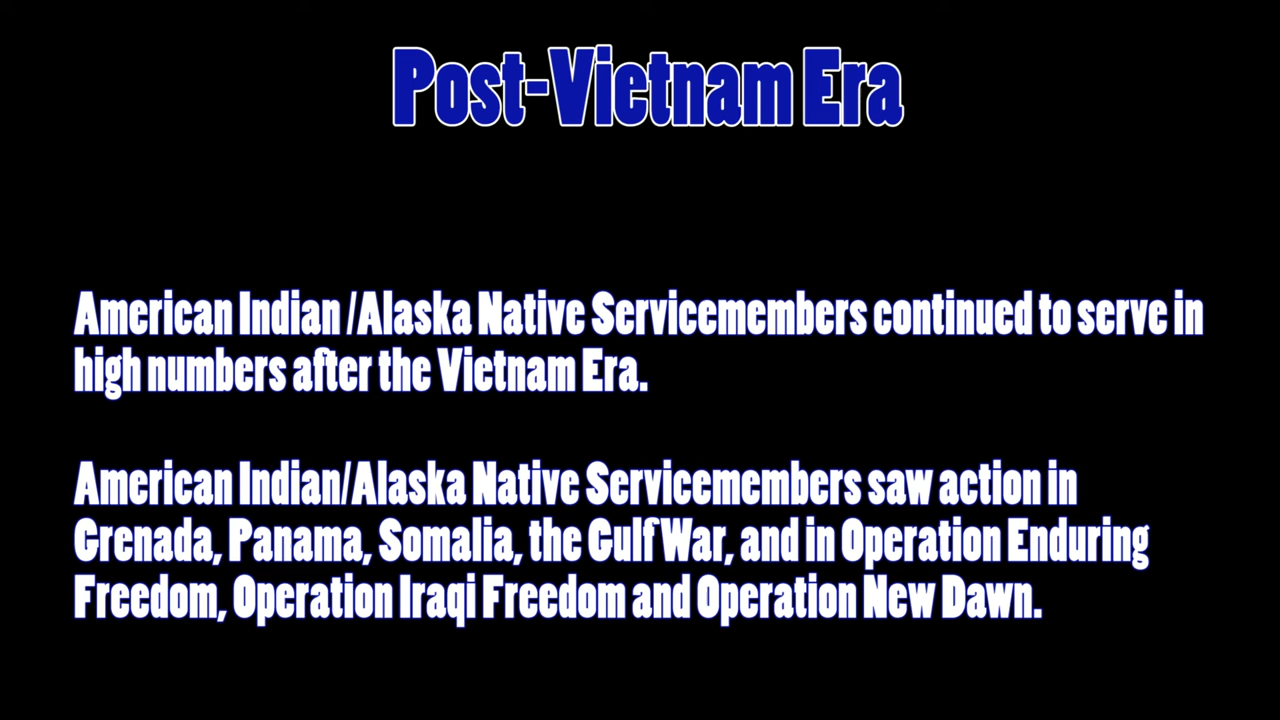 Post-Vietnam Era
American Indian /Alaska Native Servicemembers continued to serve in
high numbers after the Vietnam Era.
American Indian/Alaska Native Servicemembers saw action in
Grenada, Panama, Somalia, the Gulf War, and in Operation Enduring
Freedom, Operation Iraqi Freedom and Operation New Dawn.